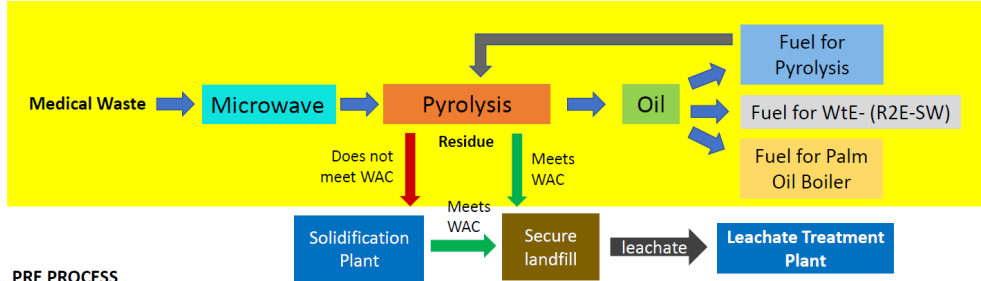 Fuel for
Pyrolysis
Medical Waste
Microwave
Pyrolysis
Oil
Fuel for WtE- (R2E-SW)
Residue
Does not
meet WAC
Meets
WAC
Fuel for Palm
Oil Boiler
Meets
WAC
Solidification
Plant
Secure
landfill
leachate
Leachate Treatment
Plant
PRE PROCESS